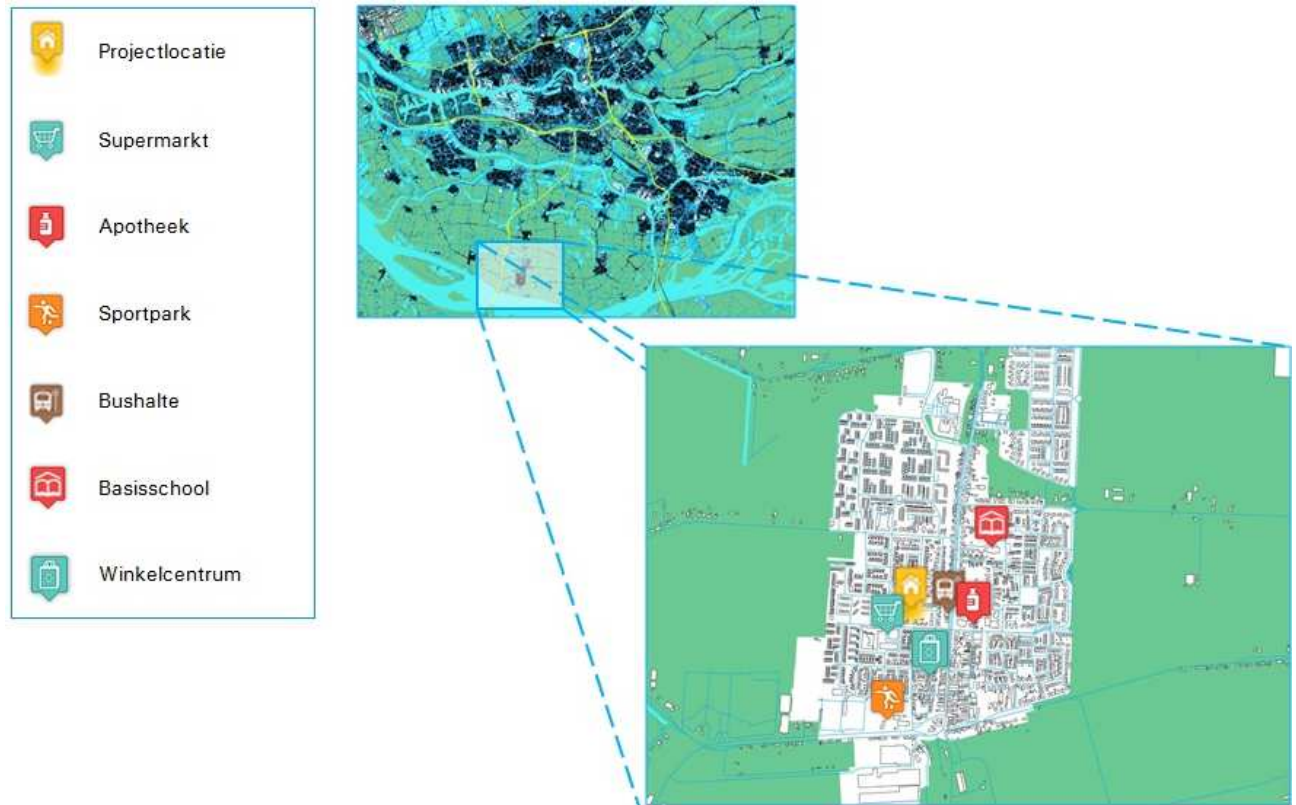 Projectlocatie
Supermarkt
Apotheek
Sportpark
Bushalte
Basisschool
Winkelcentrum